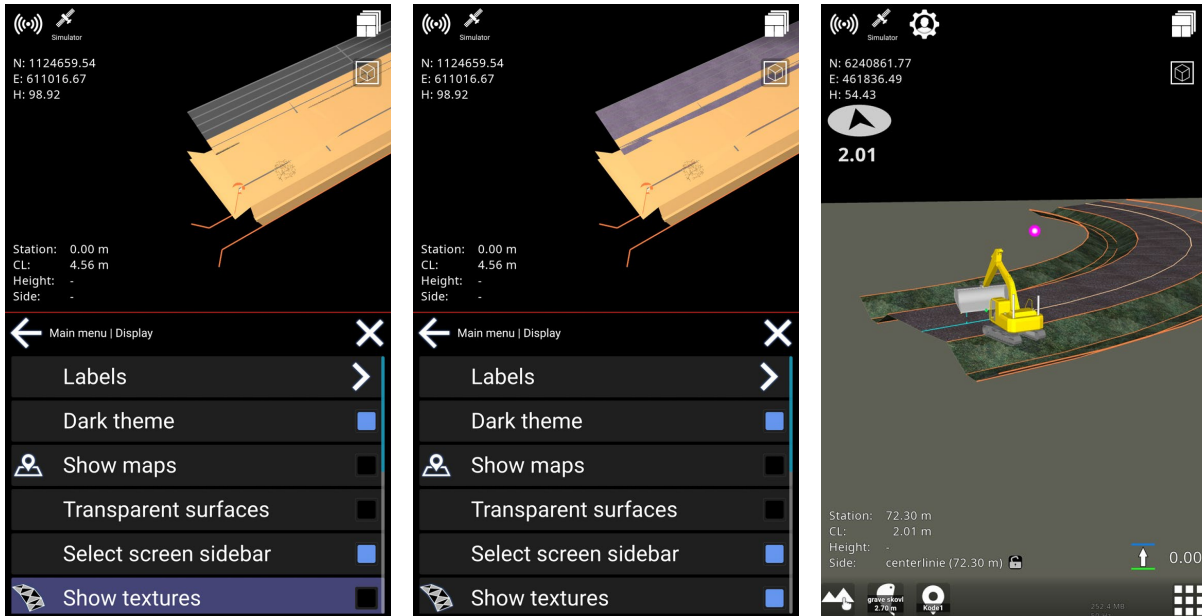 Simulator
N: 1124659.54
E: 611016.67
H: 98.92
Station: 0.00 m
CL: 4.56 m
Height: -
Side: -
Main menu | Display
Labels
Dark theme
Show maps
Transparent surfaces
Select screen sidebar
Show textures
Simulator
N: 1124659.54
E: 611016.67
H: 98.92
Station: 0.00 m
CL: 4.56 m
Height: -
Side: -
Main menu | Display
Labels
Dark theme
Show maps
Transparent surfaces
Select screen sidebar
Show textures
Simulator
N: 6240861.77
E: 461836.49
H: 54.43
2.01
Station: 72.30 m
CL: 2.01 m
Height: -
Side: centerlinie (72.30 m)
0.00
grave skovl
2.70 m
Kode1
252.4 MB